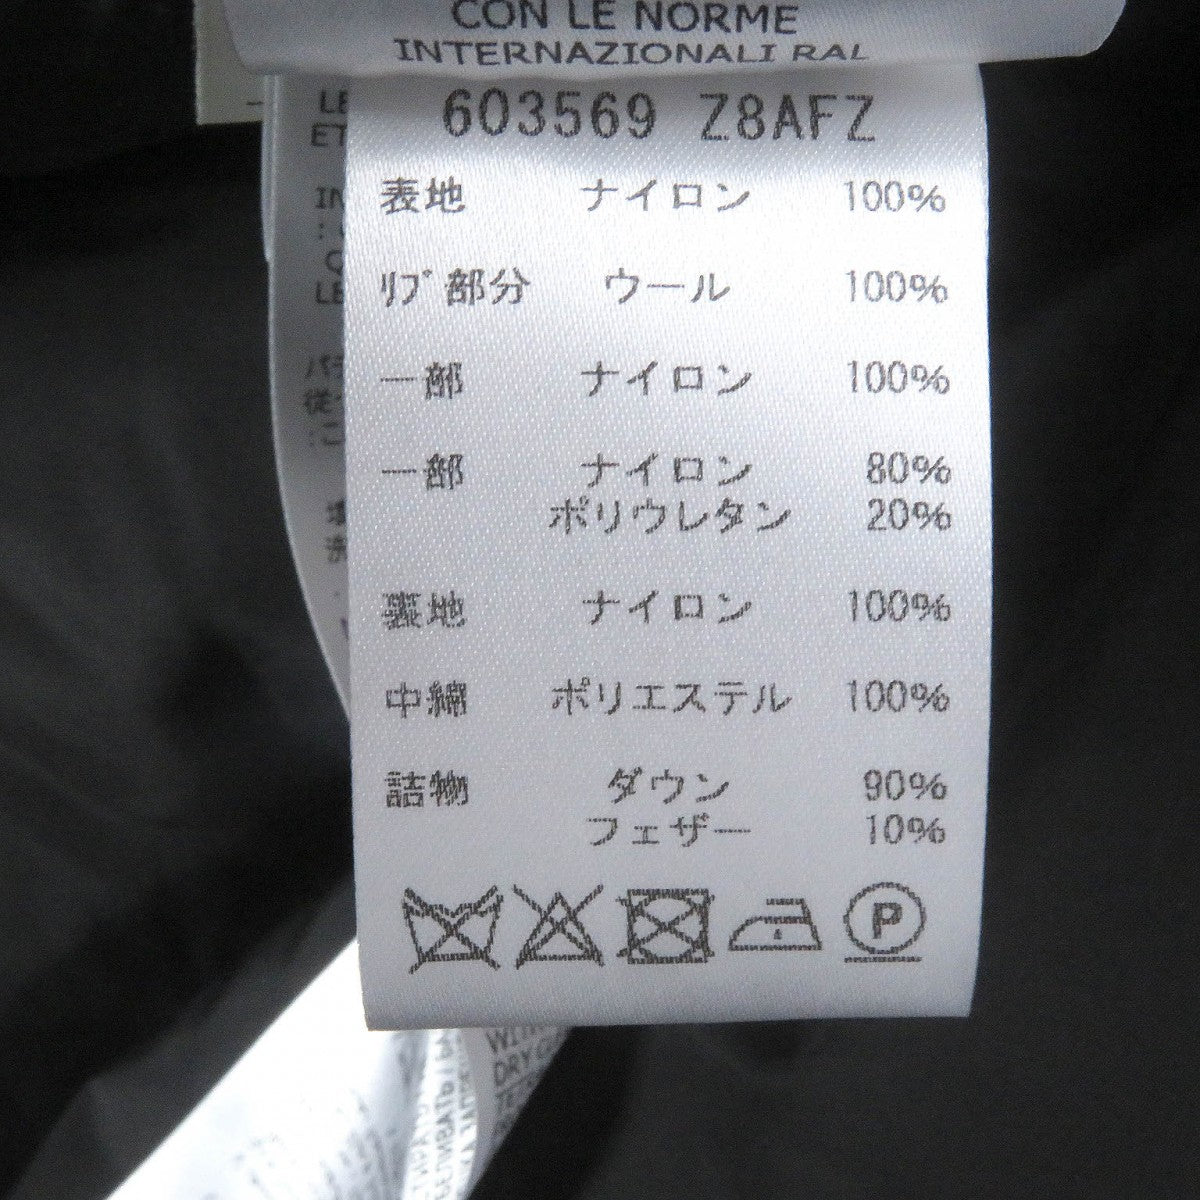 CON LE NORME
INTERNAZIONALI RAL
603569 Z8AFZ
表地 ナイロン 100%
ﾘﾌﾞ部分 ウール 100%
一部 ナイロン 100%
一部 ナイロン 80%
ポリウレタン 20%
裏地 ナイロン 100%
中綿 ポリエステル 100%
詰物 ダウン 90%
フェザー 10%
P